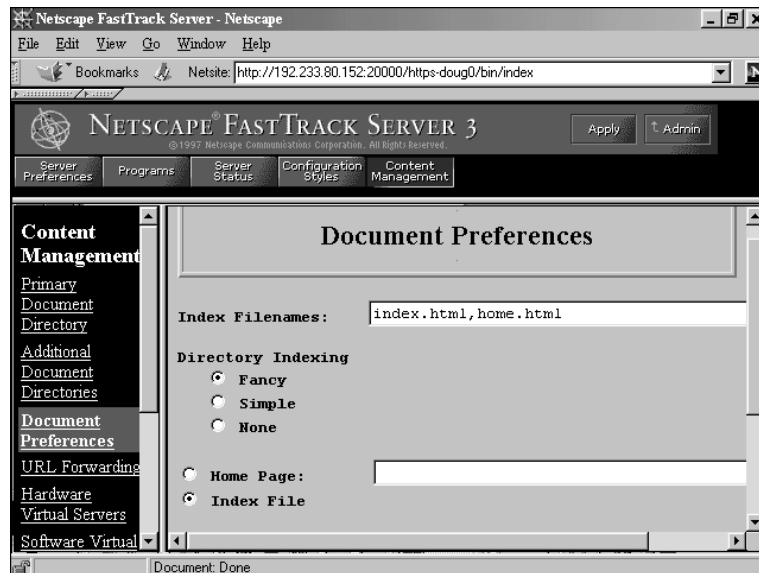 Netscape FastTrack Server - Netscape
File Edit View Go Window Help
Bookmarks Netsite: http://192.233.80.152:20000/https-doug0/bin/index
NETSCAPE® FASTTRACK SERVER 3
©1997 Netscape Communications Corporation. All Rights Reserved.
Apply
Admin
Server Preferences
Programs
Server Status
Configuration Styles
Content Management
Content
Management
Primary
Document
Directory
Additional
Document
Directories
Document
Preferences
URL Forwarding
Hardware
Virtual Servers
Software Virtual
Document Preferences
Index Filenames: index.html,home.html
Directory Indexing
Fancy
Simple
None
Home Page:
Index File
Document: Done